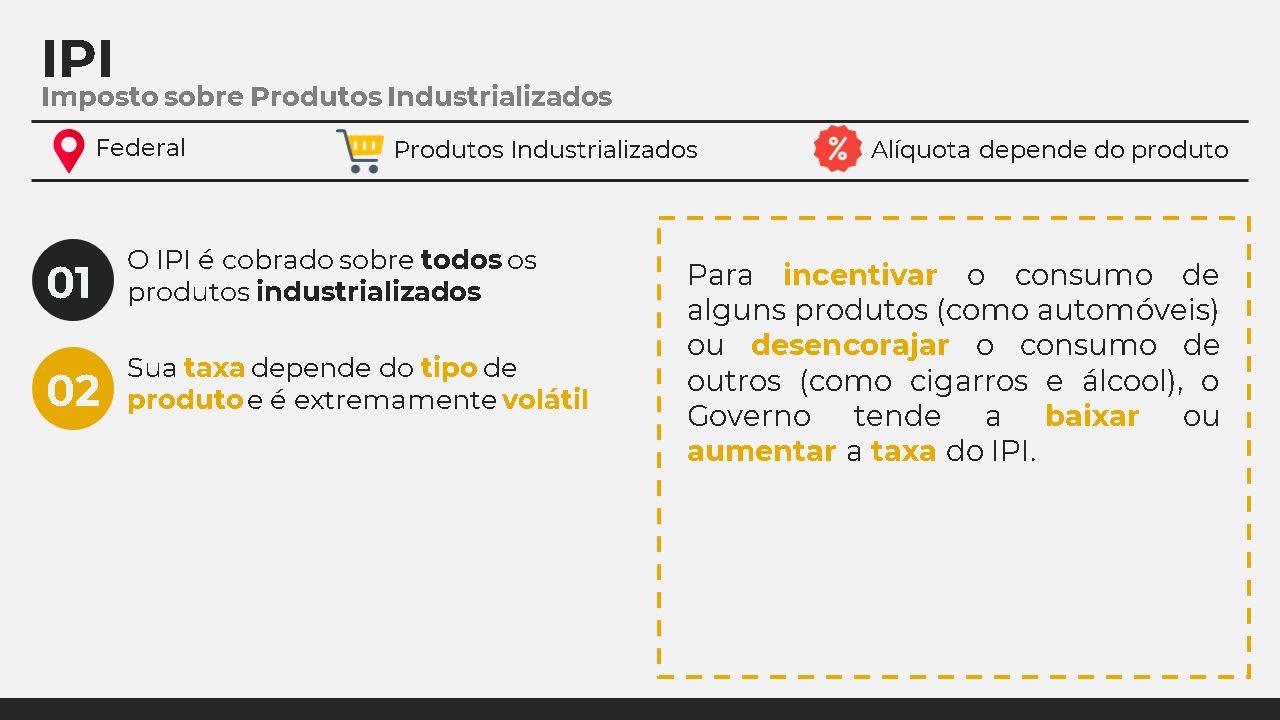 IPI
Imposto sobre Produtos Industrializados
Federal
Produtos Industrializados
%
Alíquota depende do produto
01
O IPI é cobrado sobre todos os
produtos industrializados
02
Sua taxa depende do tipo de
produto e é extremamente volátil
Para incentivar o consumo de
alguns produtos (como automóveis)
ou desencorajar o consumo de
outros (como cigarros e álcool), o
Governo tende a baixar ou
aumentar a taxa do IPI.